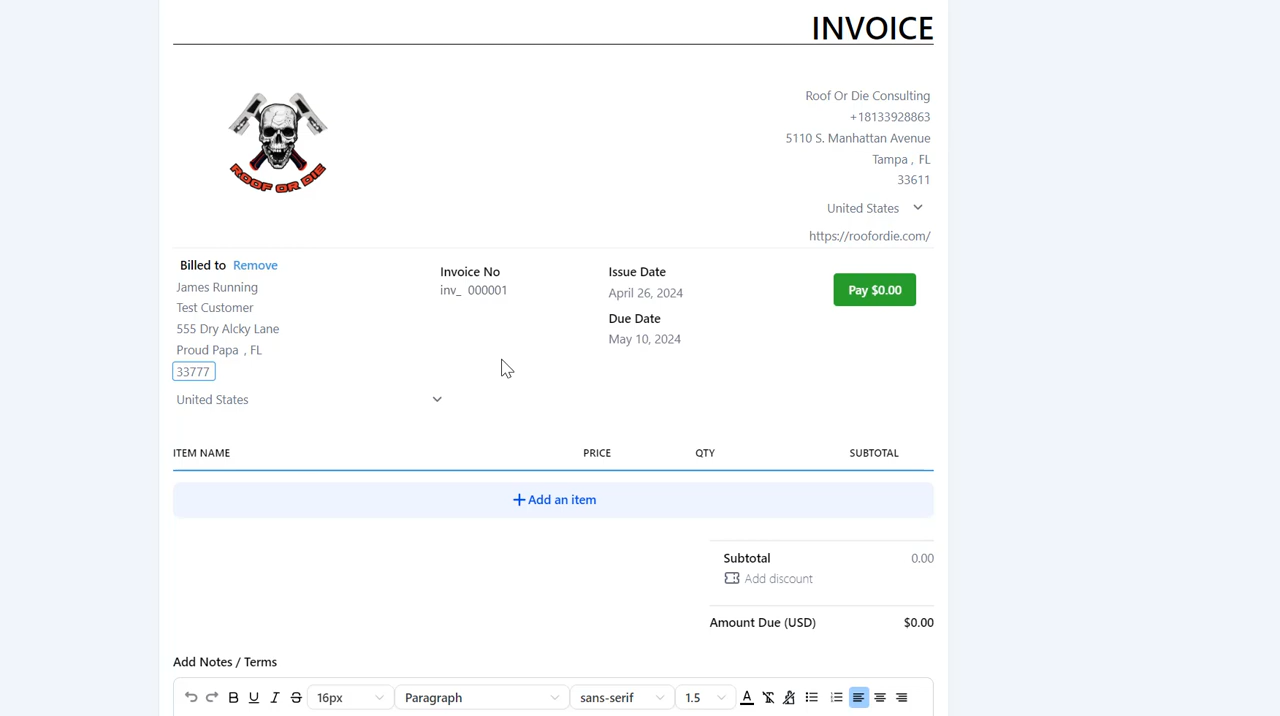 INVOICE
ROOF OR DIE
Roof Or Die Consulting
+18133928863
5110 S. Manhattan Avenue
Tampa , FL
33611
United States
https://roofordie.com/
Billed to Remove
James Running
Test Customer
555 Dry Alcky Lane
Proud Papa , FL
33777
United States
Invoice No
inv_ 000001
Issue Date
April 26, 2024
Due Date
May 10, 2024
Pay $0.00
ITEM NAME PRICE QTY SUBTOTAL
+ Add an item
Subtotal 0.00
Add discount
Amount Due (USD) $0.00
Add Notes / Terms
B U I S 16px Paragraph sans-serif 1.5 A